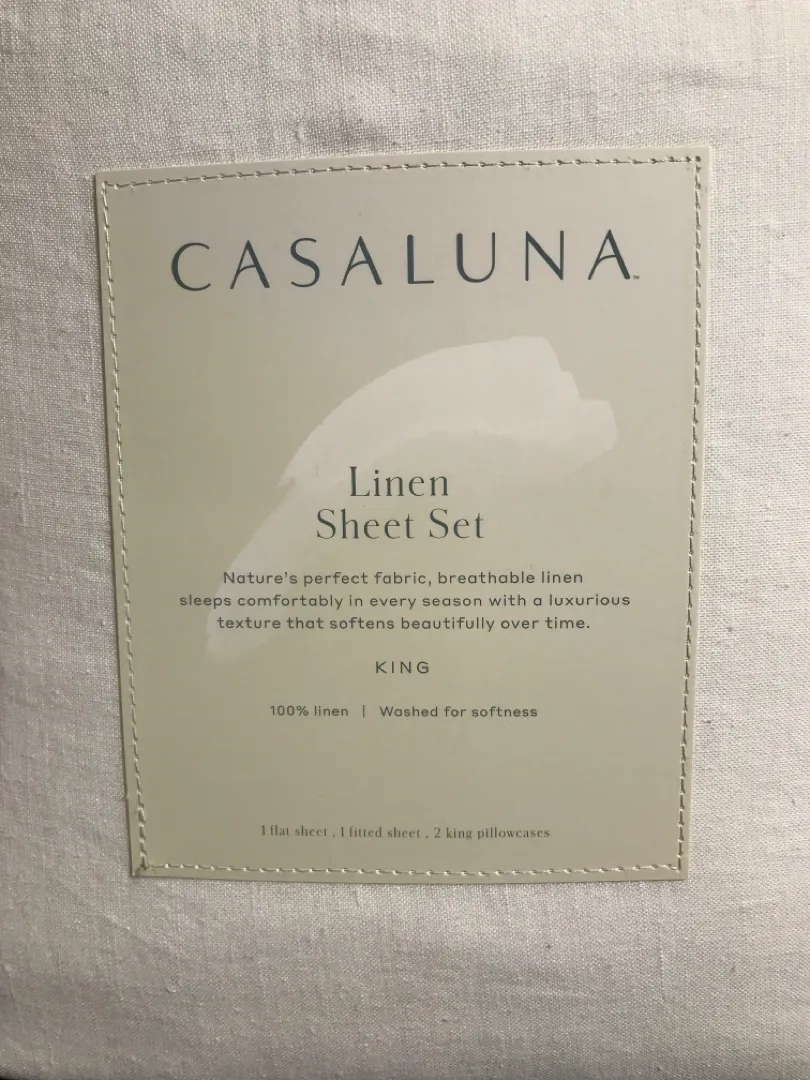 CASALUNA™
Linen
Sheet Set
Nature's perfect fabric, breathable linen
sleeps comfortably in every season with a luxurious
texture that softens beautifully over time.
KING
100% linen | Washed for softness
1 flat sheet , 1 fitted sheet , 2 king pillowcases